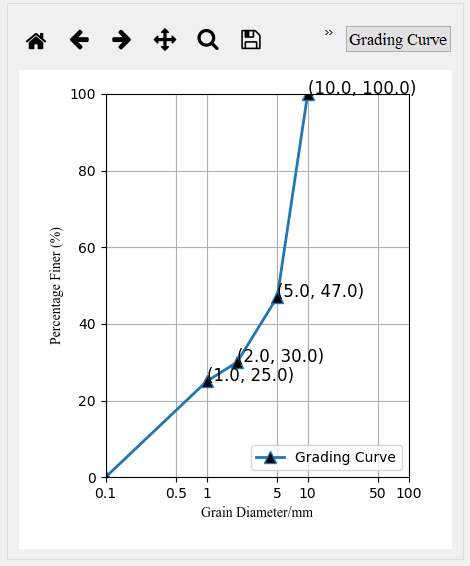 » Grading Curve
100
(10.0, 100.0)
80
60
(5.0, 47.0)
40
(2.0, 30.0)
(1.0, 25.0)
20
0
Grading Curve
0.1 0.5 1 5 10 50 100
Grain Diameter/mm
Percentage Finer (%)